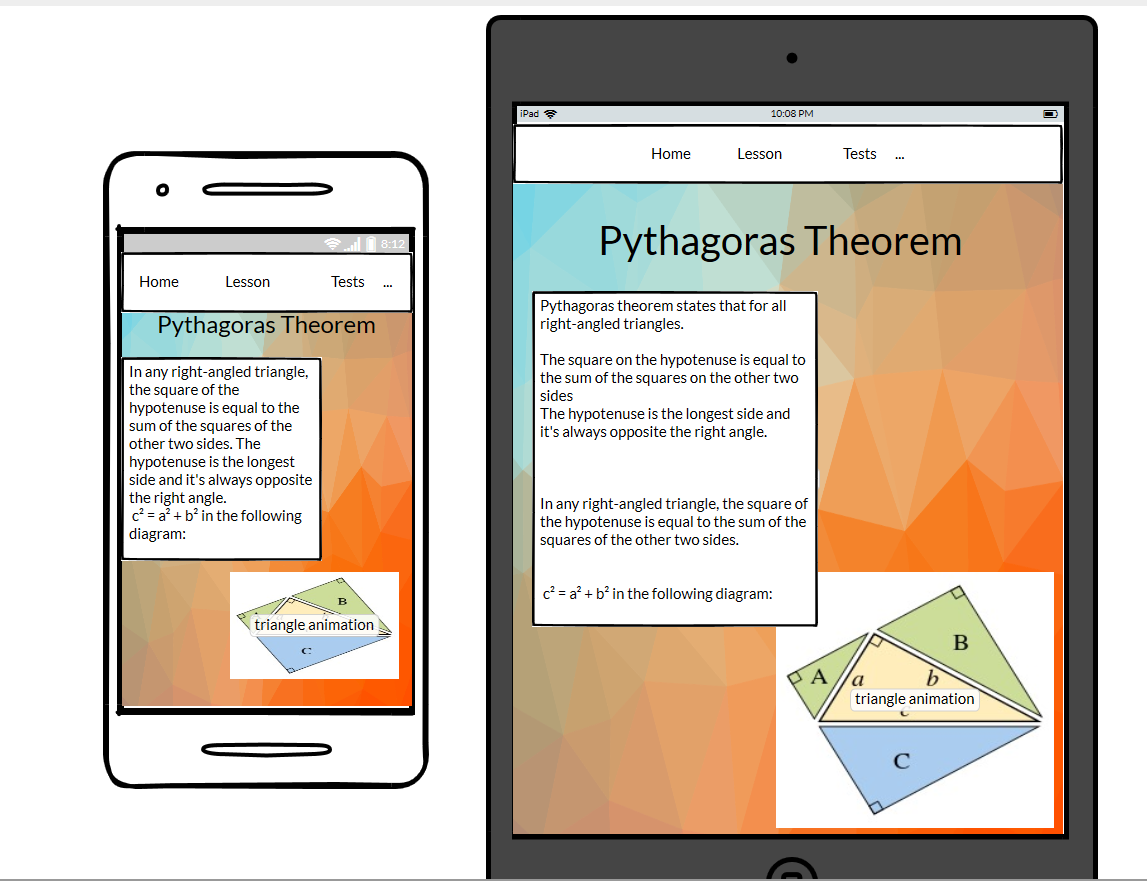 8:12
Home Lesson Tests ...
Pythagoras Theorem
In any right-angled triangle,
the square of the
hypotenuse is equal to the
sum of the squares of the
other two sides. The
hypotenuse is the longest
side and it's always opposite
the right angle.
c² = a² + b² in the following
diagram:
B
triangle animation
C
iPad 10:08 PM
Home Lesson Tests ...
Pythagoras Theorem
Pythagoras theorem states that for all
right-angled triangles.
The square on the hypotenuse is equal to
the sum of the squares on the other two
sides
The hypotenuse is the longest side and
it's always opposite the right angle.
In any right-angled triangle, the square of
the hypotenuse is equal to the sum of the
squares of the other two sides.
c² = a² + b² in the following diagram:
B
A a b
triangle animation
c
C